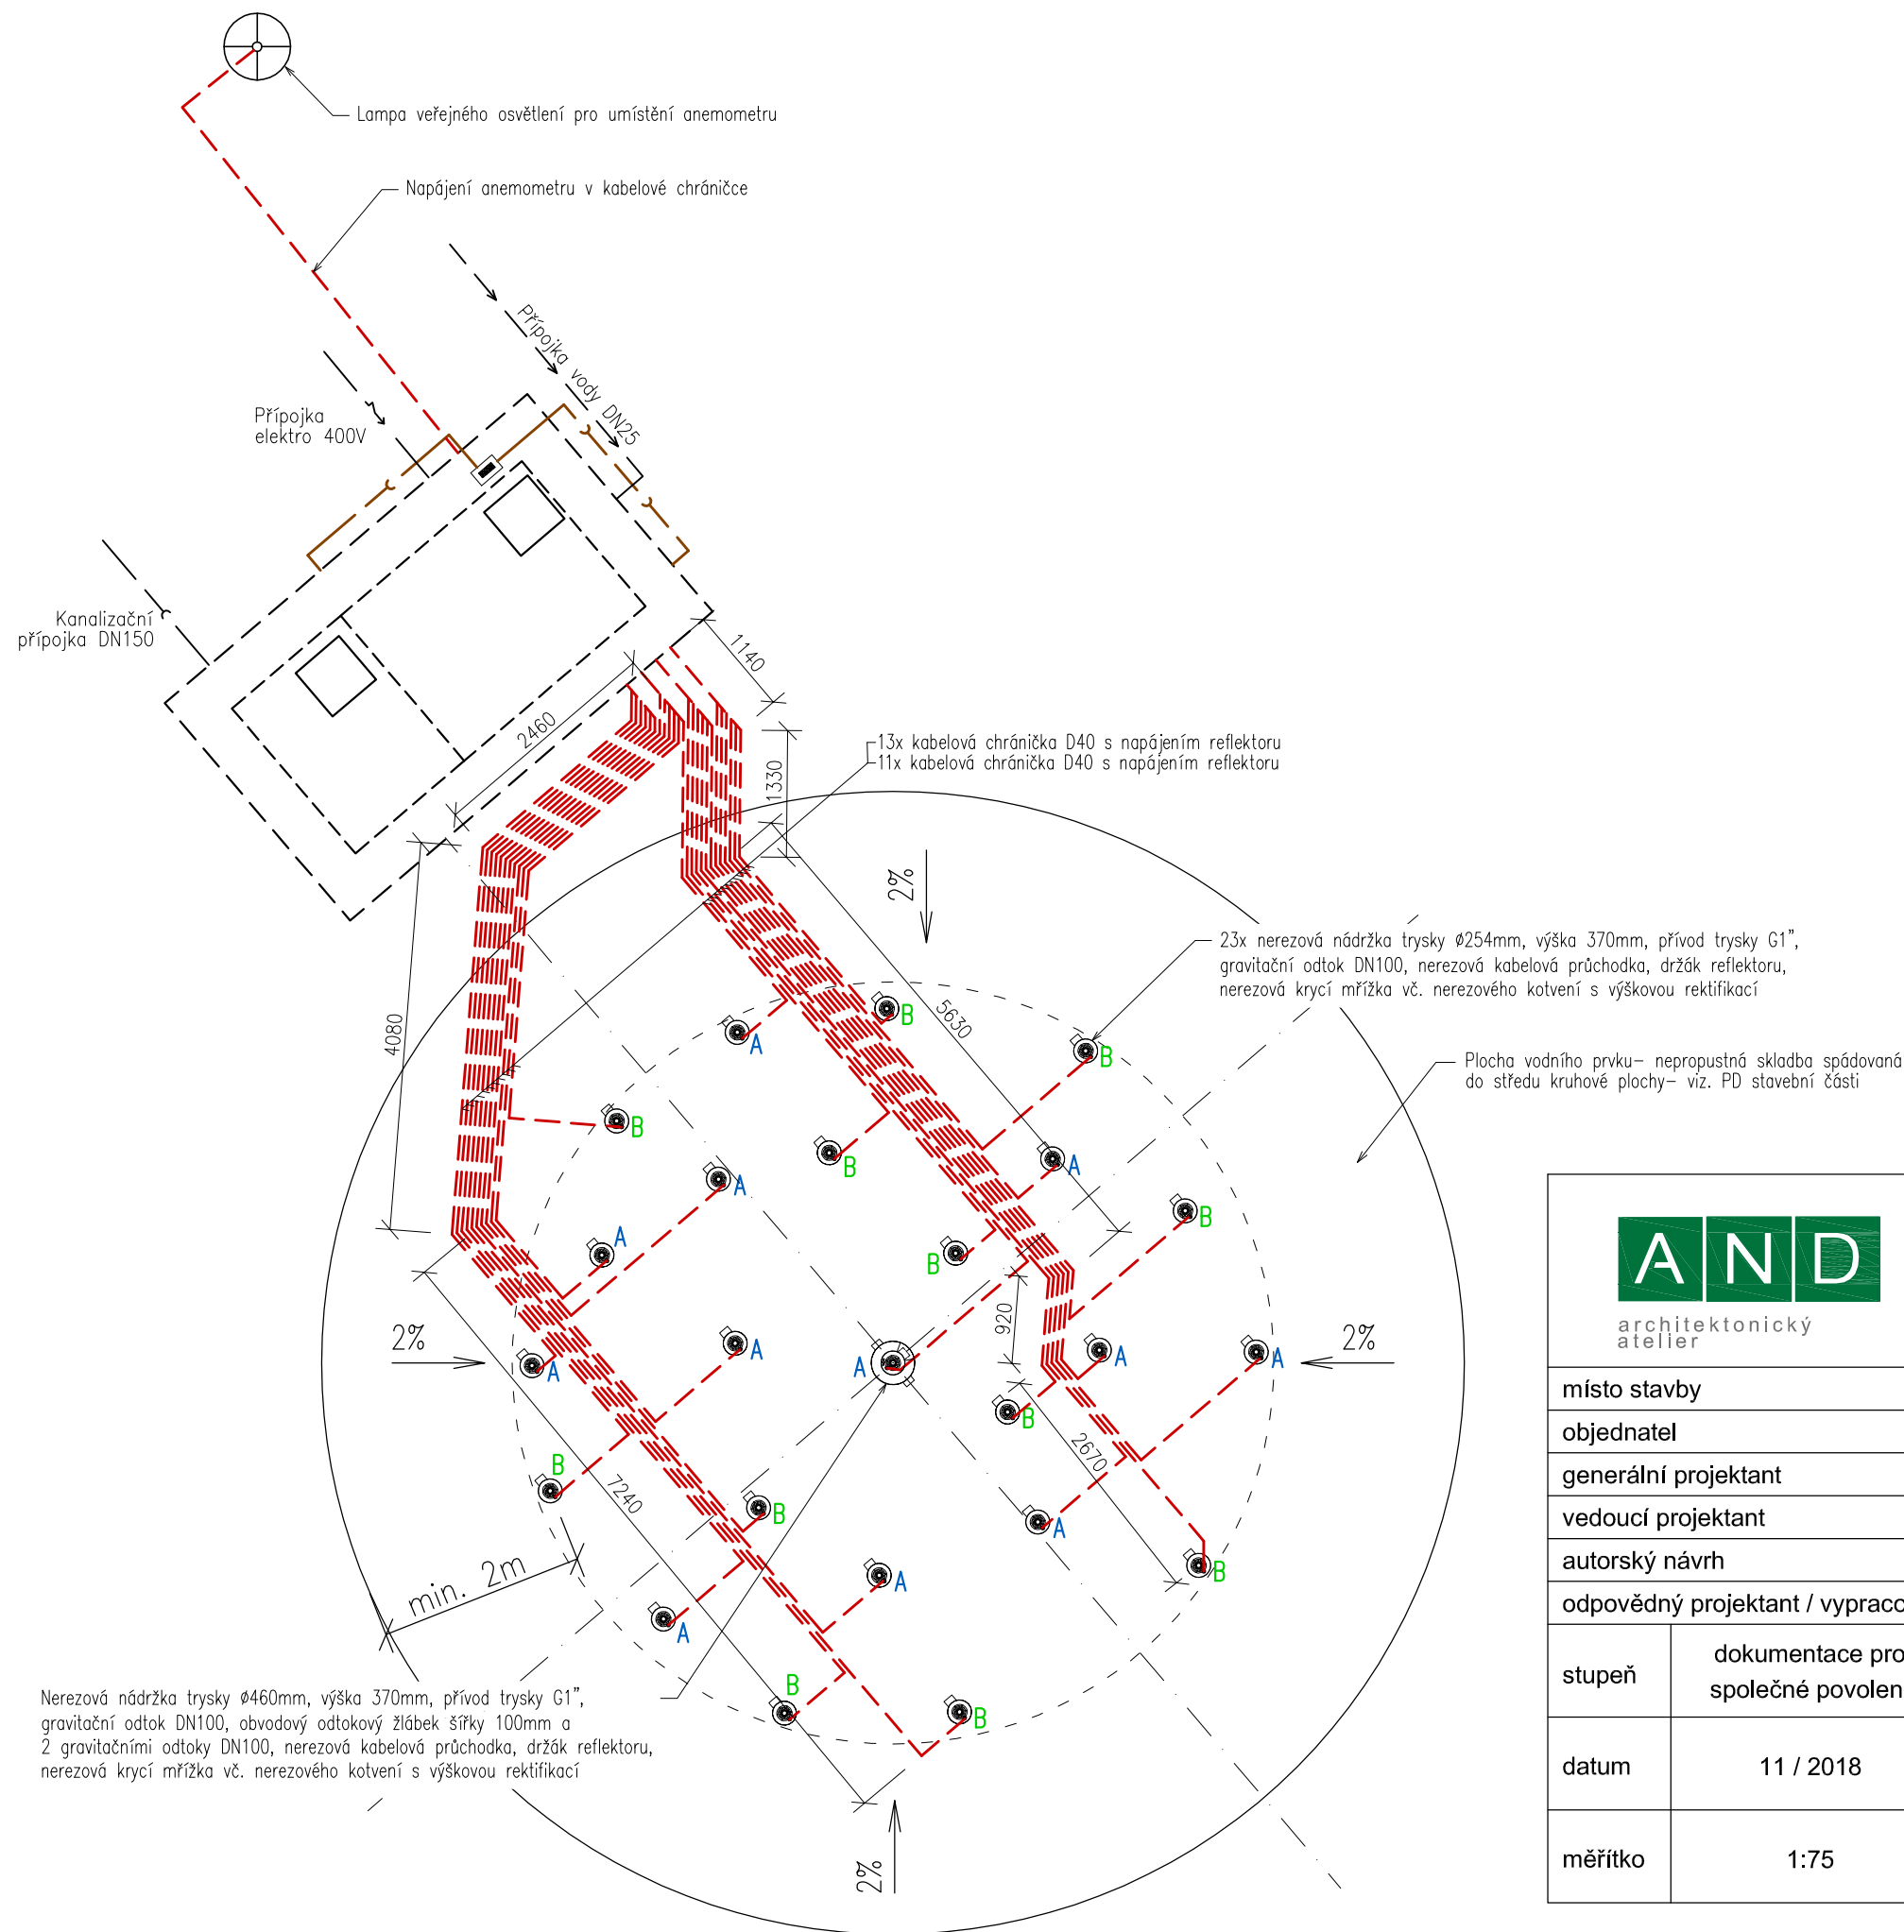 Lampa veřejného osvětlení pro umístění anemometru
Napájení anemometru v kabelové chráničce
Přípojka vody DN25
Přípojka
elektro 400V
Kanalizační
přípojka DN150
1140
2460
13x kabelová chránička D40 s napájením reflektoru
11x kabelová chránička D40 s napájením reflektoru
1330
2%
23x nerezová nádržka trysky ø254mm, výška 370mm, přívod trysky G1”,
gravitační odtok DN100, nerezová kabelová průchodka, držák reflektoru,
nerezová krycí mřížka vč. nerezového kotvení s výškovou rektifikací
5630
4080
Plocha vodního prvku– nepropustná skladba spádovaná
do středu kruhové plochy– viz. PD stavební části
B
A
B
B
A
B
B
A
A
B
A
B
920
2%
2%
A
A
A
A
A
B
2670
B
7240
B
A
B
A
A
min. 2m
B
B
2%
Nerezová nádržka trysky ø460mm, výška 370mm, přívod trysky G1”,
gravitační odtok DN100, obvodový odtokový žlábek šířky 100mm a
2 gravitačními odtoky DN100, nerezová kabelová průchodka, držák reflektoru,
nerezová krycí mřížka vč. nerezového kotvení s výškovou rektifikací
AND
architektonický
atelier
místo stavby
objednatel
generální projektant
vedoucí projektant
autorský návrh
odpovědný projektant / vypraco
stupeň
dokumentace pro
společné povolen
datum
11 / 2018
měřítko
1:75